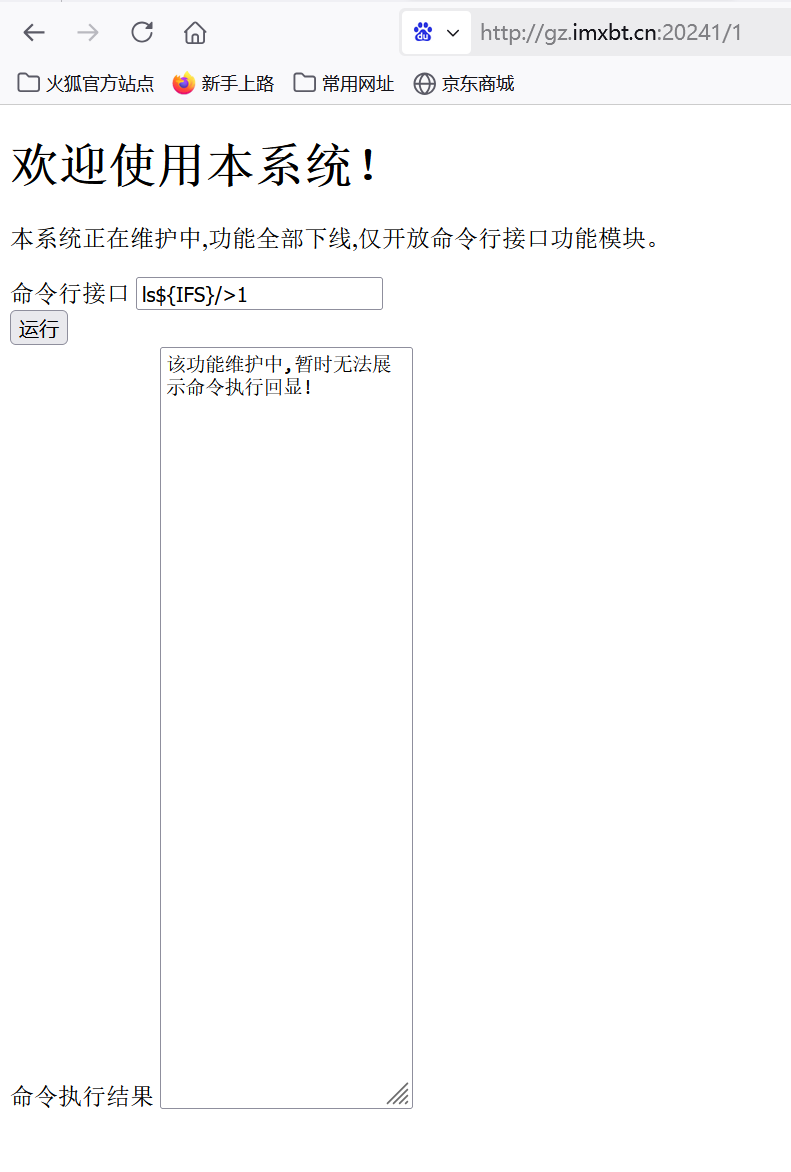 http://gz.imxbt.cn:20241/1
火狐官方站点 新手上路 常用网址 京东商城
欢迎使用本系统！
本系统正在维护中,功能全部下线,仅开放命令行接口功能模块。
命令行接口 ls${IFS}/>1
运行
该功能维护中,暂时无法展
示命令执行回显!
命令执行结果